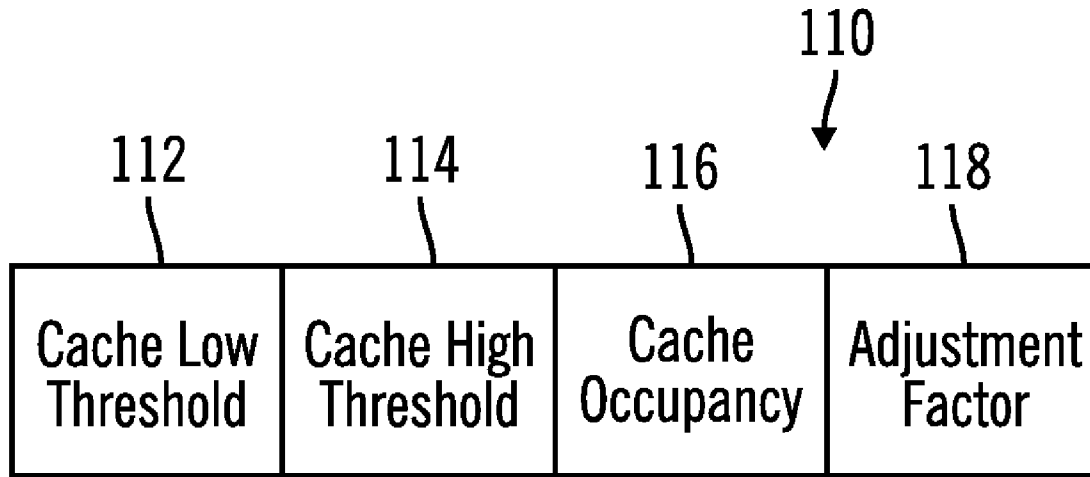 110
112
114
116
118
Cache Low
Threshold
Cache High
Threshold
Cache
Occupancy
Adjustment
Factor